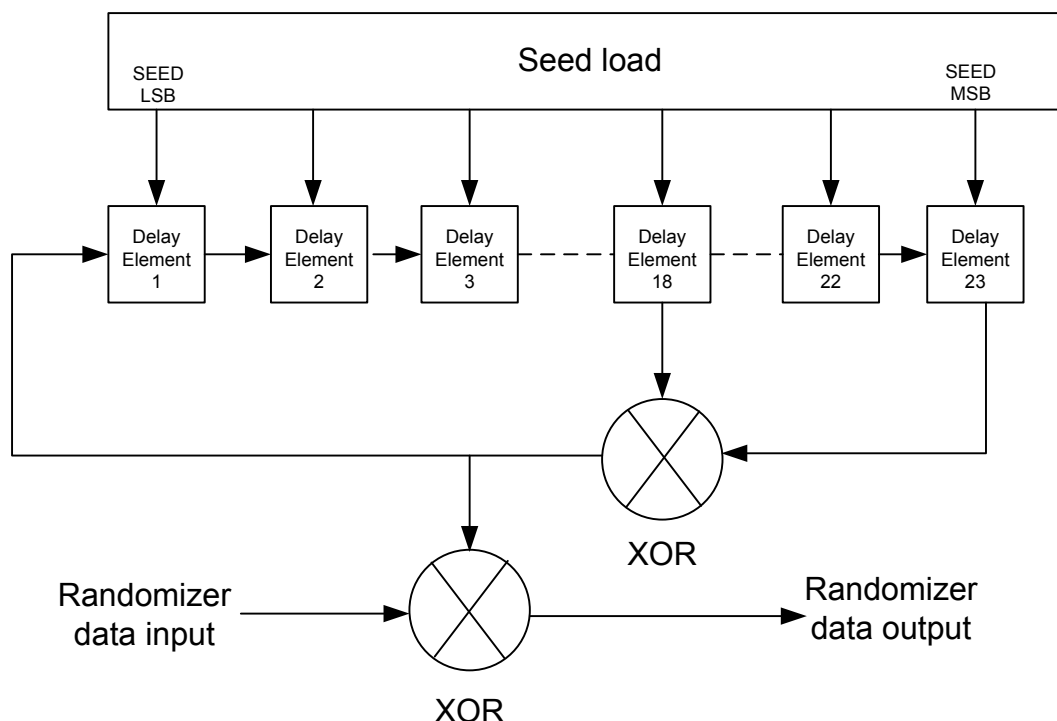 Seed load
SEED
LSB
SEED
MSB
Delay
Element
1
Delay
Element
2
Delay
Element
3
Delay
Element
18
Delay
Element
22
Delay
Element
23
XOR
Randomizer
data input
Randomizer
data output
XOR